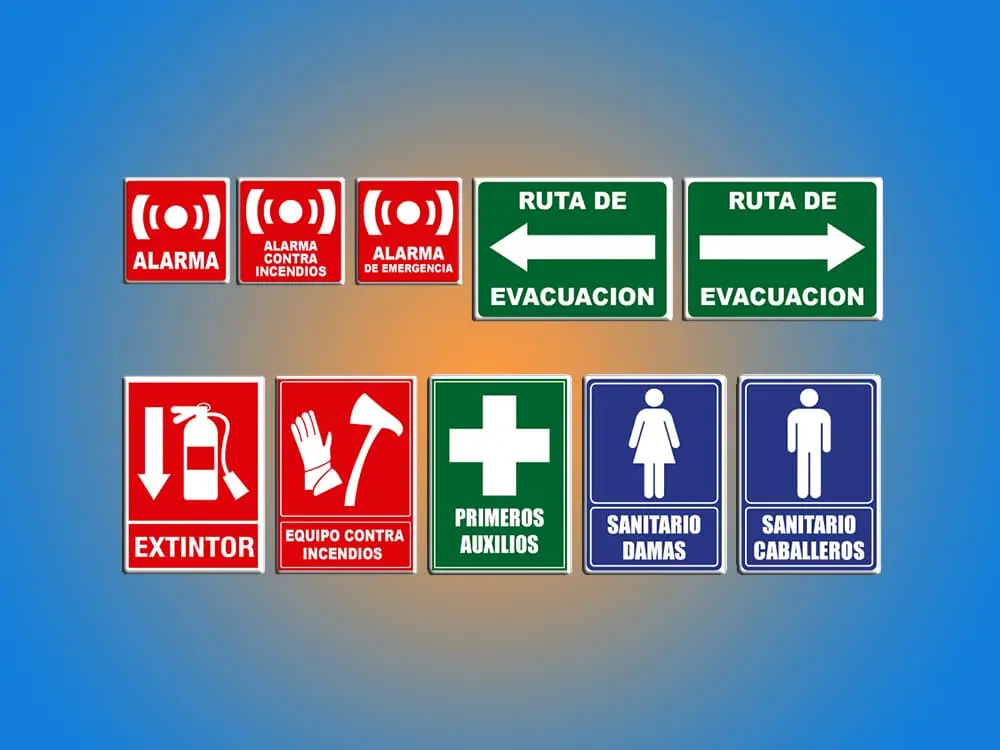 ALARMA
ALARMA
CONTRA
INCENDIOS
ALARMA
DE EMERGENCIA
RUTA DE
EVACUACION
RUTA DE
EVACUACION
EXTINTOR
EQUIPO CONTRA
INCENDIOS
PRIMEROS
AUXILIOS
SANITARIO
DAMAS
SANITARIO
CABALLEROS